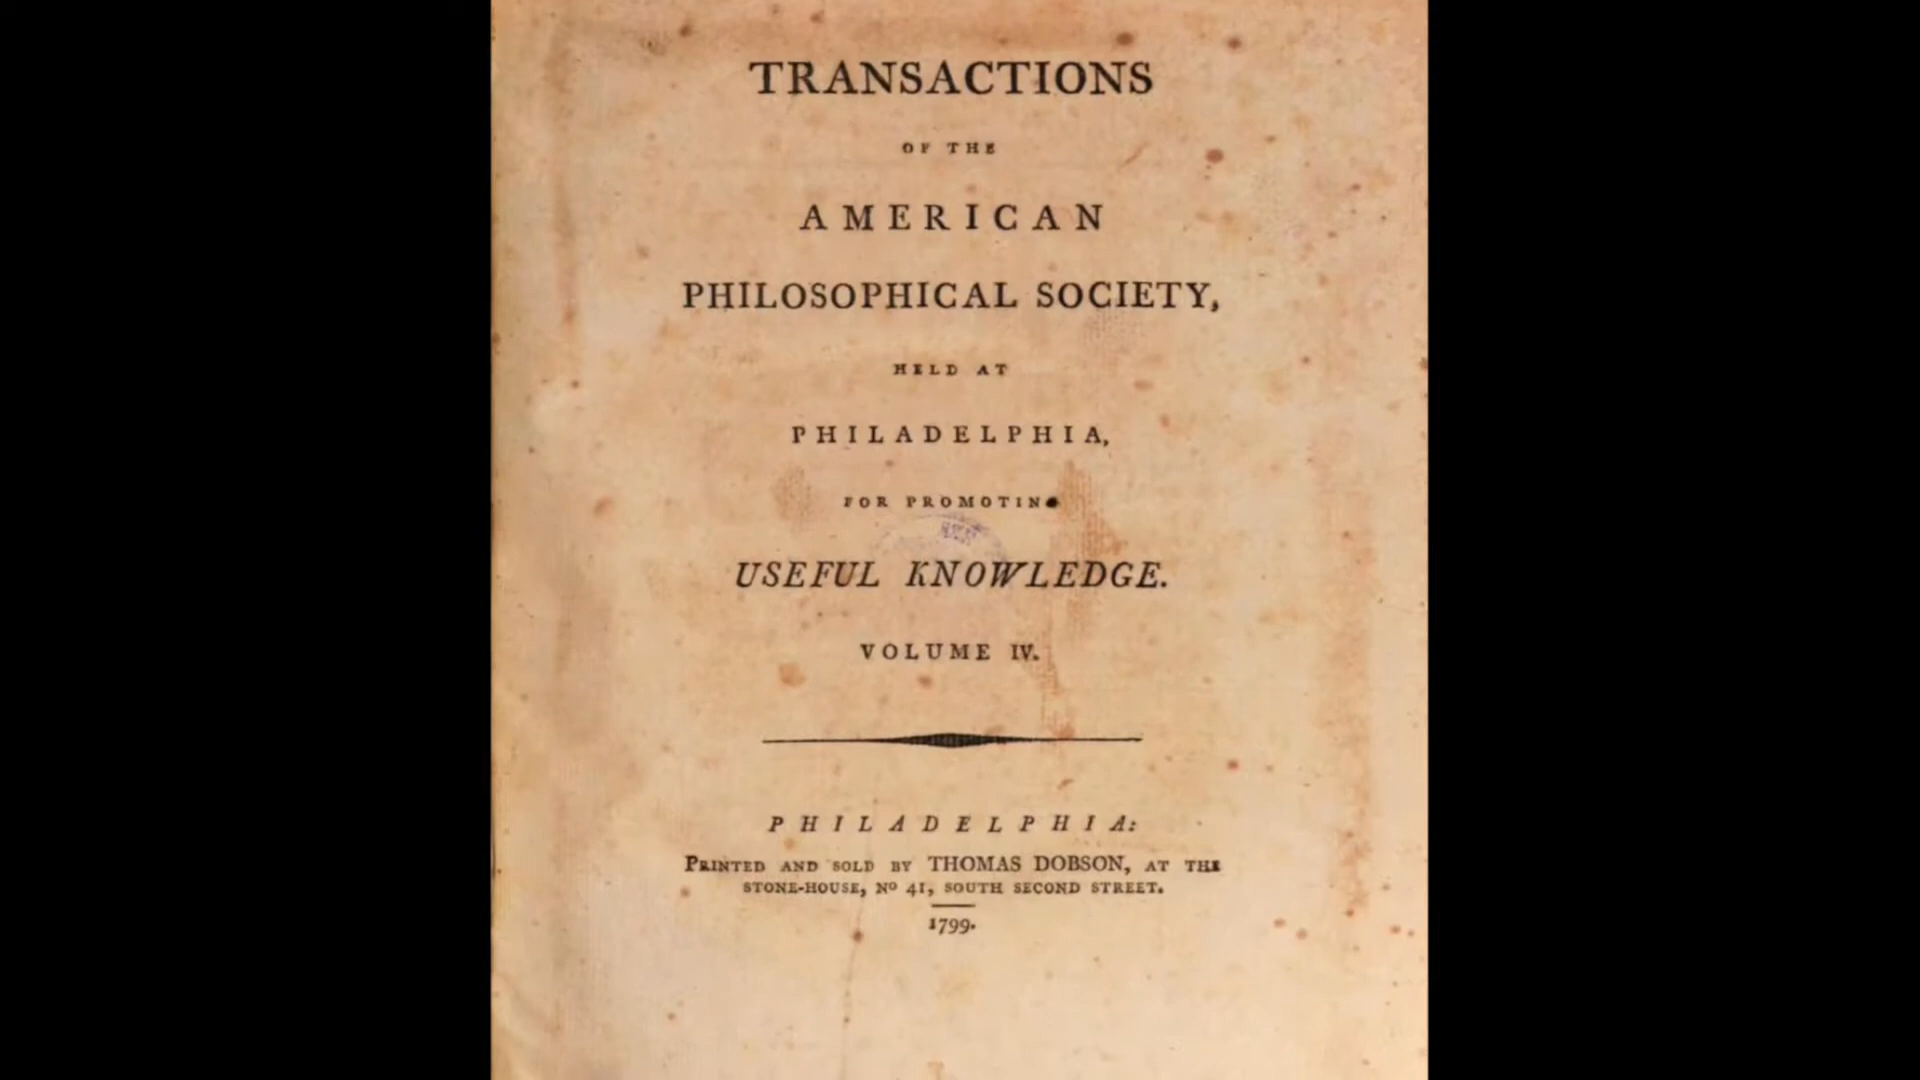 TRANSACTIONS
OF THE
AMERICAN
PHILOSOPHICAL SOCIETY,
HELD AT
PHILADELPHIA,
FOR PROMOTING
USEFUL KNOWLEDGE.
VOLUME IV.
PHILADELPHIA:
PRINTED AND SOLD BY THOMAS DOBSON, AT THE
STONE-HOUSE, Nº 41, SOUTH SECOND STREET.
1799.